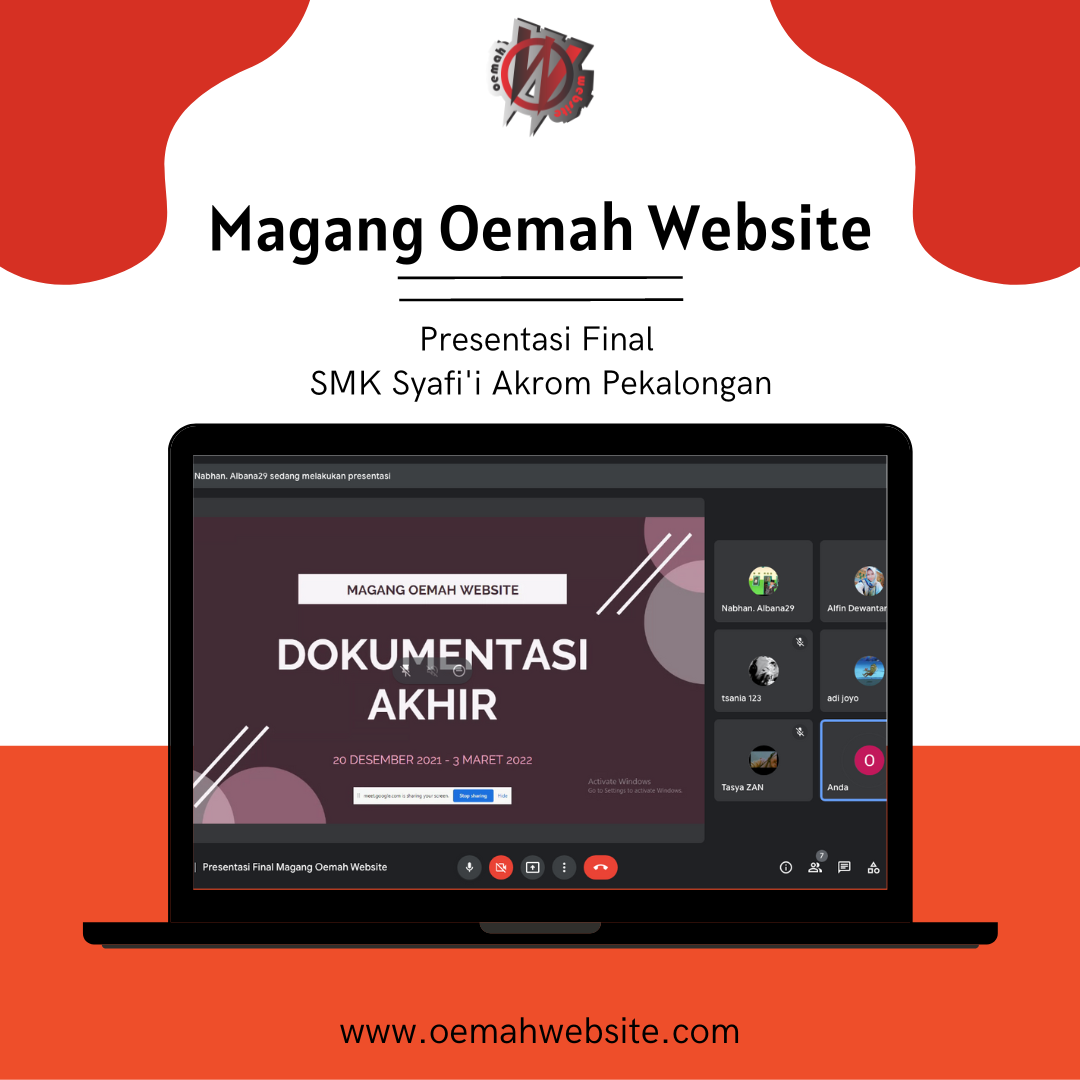 oemah
website
Magang Oemah Website
Presentasi Final
SMK Syafi'i Akrom Pekalongan
Nabhan. Albana29 sedang melakukan presentasi
MAGANG OEMAH WEBSITE
DOKUMENTASI
AKHIR
20 DESEMBER 2021 - 3 MARET 2022
meet.google.com is sharing your screen. Stop sharing Hide
Activate Windows
Go to Settings to activate Windows.
Nabhan. Albana29
Alfin Dewantar
tsania 123
adi joyo
Tasya ZAN
O
Anda
| Presentasi Final Magang Oemah Website
7
www.oemahwebsite.com